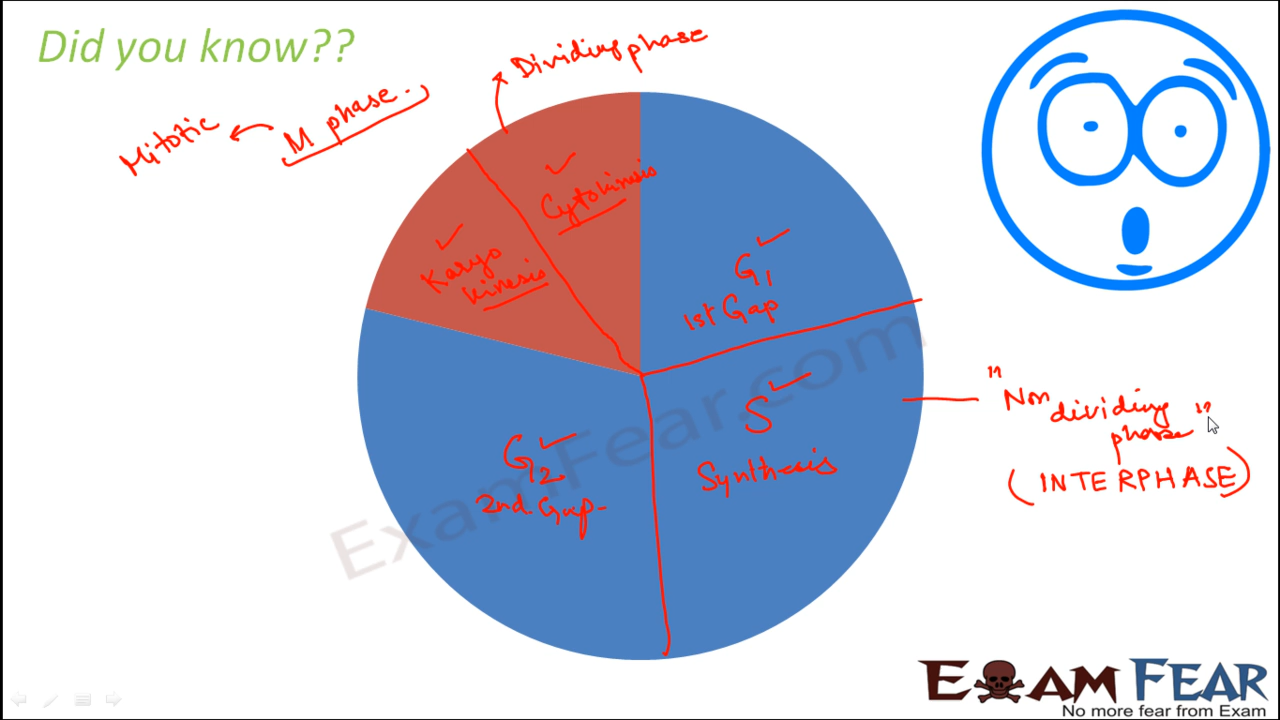 Did you know??
Dividing phase
M phase.
Mitotic
Cytokinesis
Karyo
kinesis
G1
1st Gap
S
Synthesis
G2
2nd. Gap-
"Non
dividing
phase"
(INTERPHASE)
ExamFear.com
EXAM FEAR
No more fear from Exam